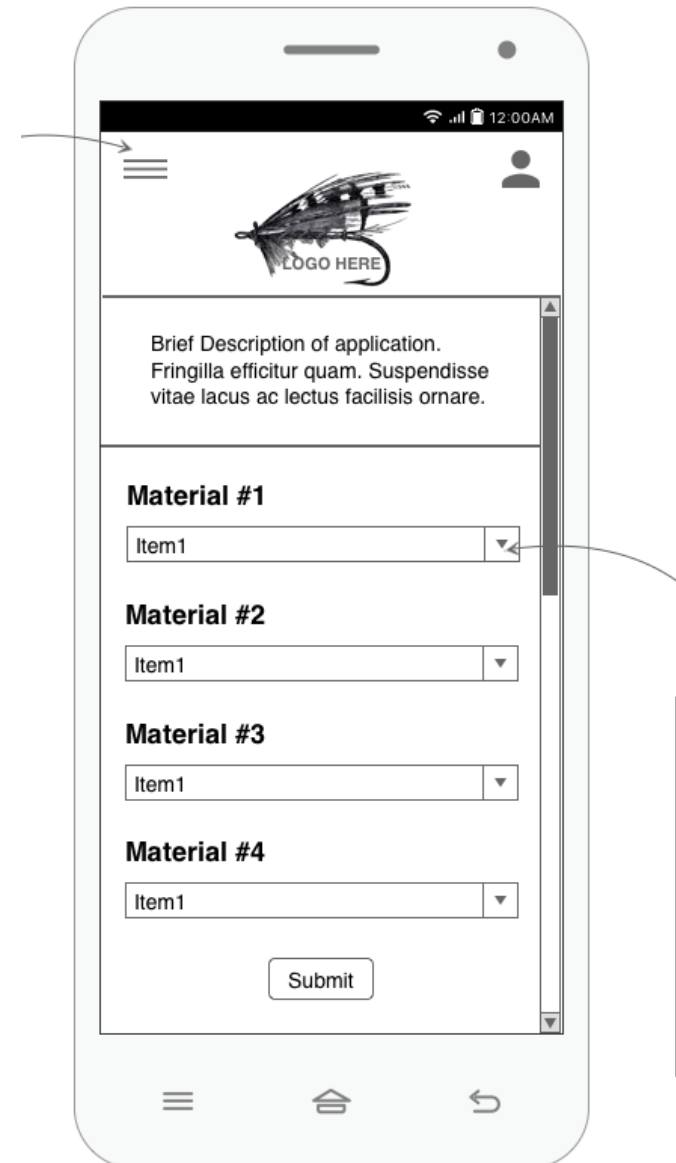 12:00AM
LOGO HERE
Brief Description of application.
Fringilla efficitur quam. Suspendisse
vitae lacus ac lectus facilisis ornare.
Material #1
Item1
Material #2
Item1
Material #3
Item1
Material #4
Item1
Submit